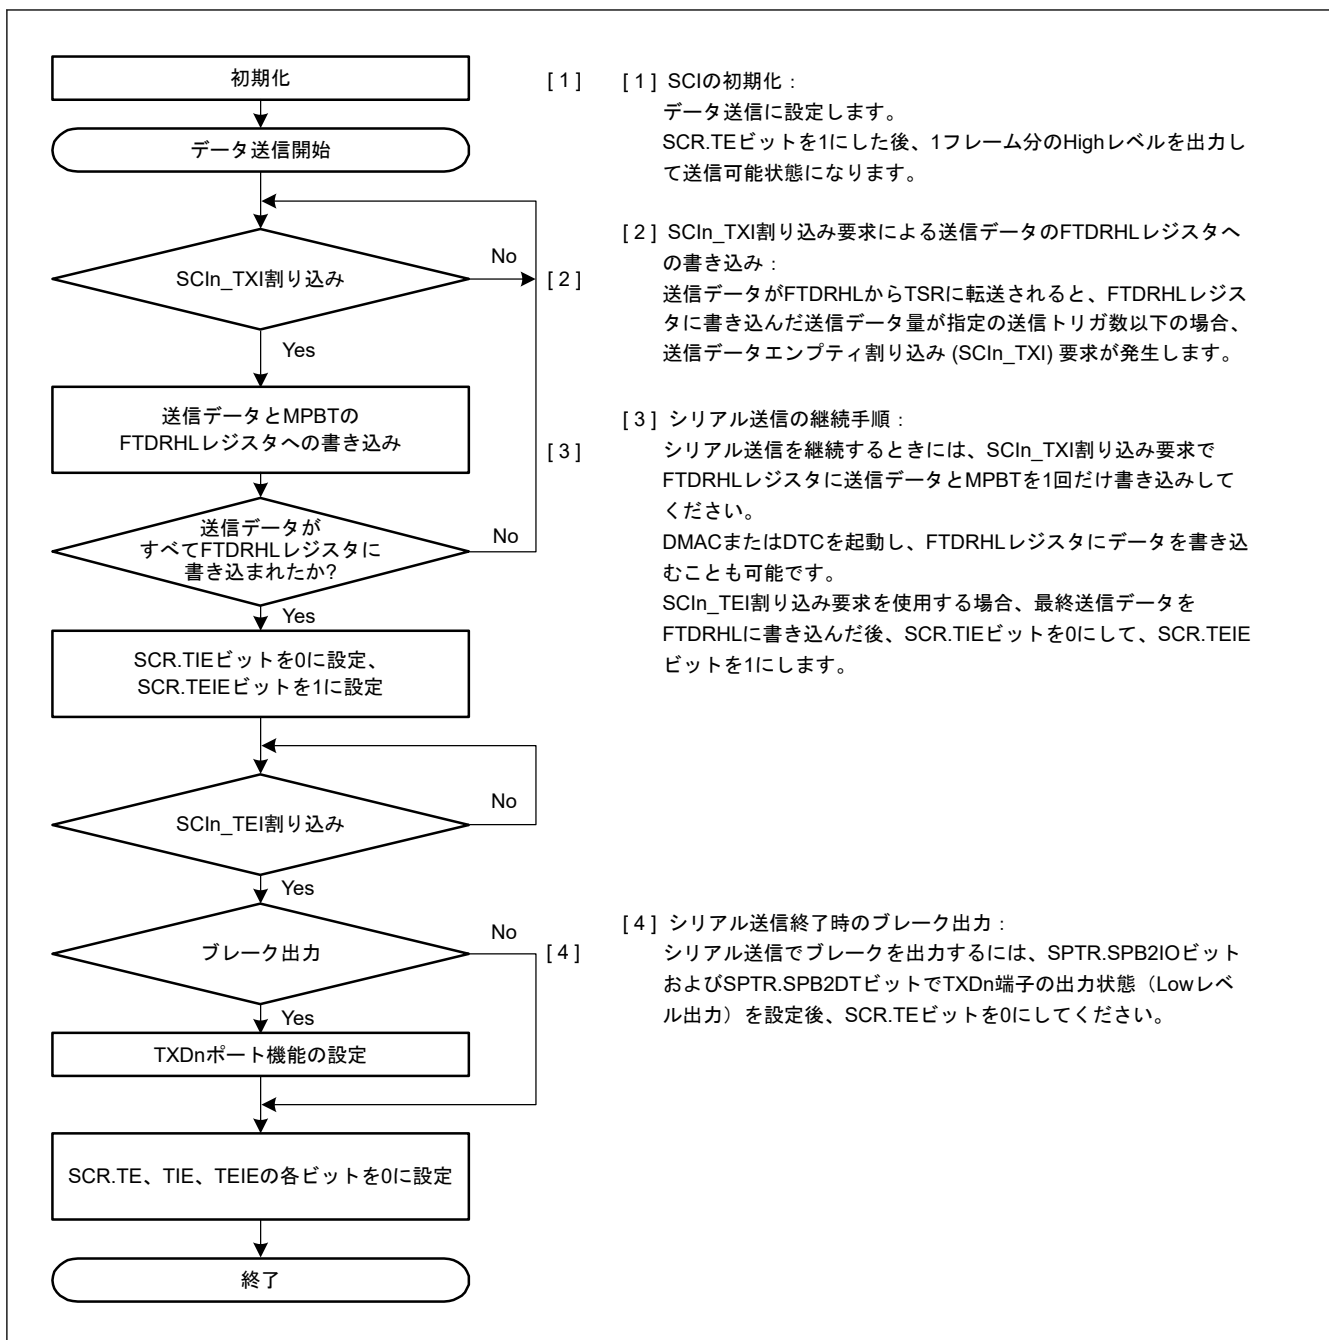 初期化
[ 1 ]
データ送信開始
SCIn_TXI割り込み
No
[ 2 ]
Yes
送信データとMPBTの
FTDRHLレジスタへの書き込み
[ 3 ]
送信データが
すべてFTDRHLレジスタに
書き込まれたか?
No
Yes
SCR.TIEビットを0に設定、
SCR.TEIEビットを1に設定
SCIn_TEI割り込み
No
Yes
ブレーク出力
No
[ 4 ]
Yes
TXDnポート機能の設定
SCR.TE、TIE、TEIEの各ビットを0に設定
終了
[ 1 ] SCIの初期化：
データ送信に設定します。
SCR.TEビットを1にした後、1フレーム分のHighレベルを出力し
て送信可能状態になります。
[ 2 ] SCIn_TXI割り込み要求による送信データのFTDRHLレジスタへ
の書き込み：
送信データがFTDRHLからTSRに転送されると、FTDRHLレジス
タに書き込んだ送信データ量が指定の送信トリガ数以下の場合、
送信データエンプティ割り込み (SCIn_TXI) 要求が発生します。
[ 3 ] シリアル送信の継続手順：
シリアル送信を継続するときには、SCIn_TXI割り込み要求で
FTDRHLレジスタに送信データとMPBTを1回だけ書き込みして
ください。
DMACまたはDTCを起動し、FTDRHLレジスタにデータを書き込
むことも可能です。
SCIn_TEI割り込み要求を使用する場合、最終送信データを
FTDRHLに書き込んだ後、SCR.TIEビットを0にして、SCR.TEIE
ビットを1にします。
[ 4 ] シリアル送信終了時のブレーク出力：
シリアル送信でブレークを出力するには、SPTR.SPB2IOビット
およびSPTR.SPB2DTビットでTXDn端子の出力状態（Lowレベ
ル出力）を設定後、SCR.TEビットを0にしてください。